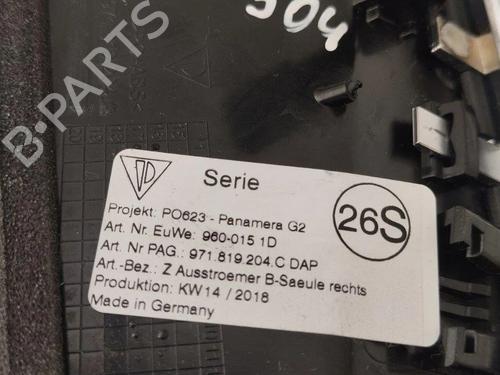 904
B-PARTS
Serie
26S
Projekt: PO623 - Panamera G2
Art. Nr. EuWe: 960-015 1D
Art. Nr PAG.: 971.819.204.C DAP
Art.-Bez.: Z Ausstroemer B-Saeule rechts
Produktion: KW14 / 2018
Made in Germany